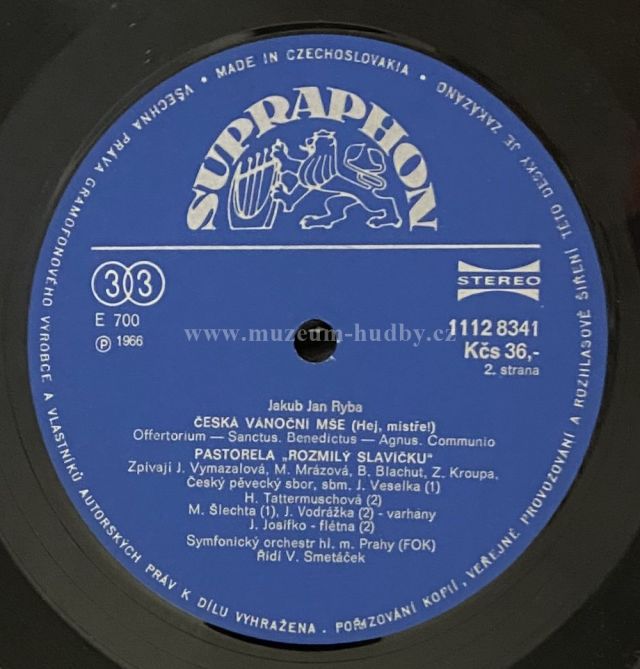 VŠECHNA PRÁVA GRAMOFONOVÉHO VÝROBCE A VLASTNÍKŮ AUTORSKÝCH PRÁV K DÍLU VYHRAŽENA. POŘIZOVÁNÍ KOPIÍ, VEŘEJNÉ PROVOZOVÁNÍ A ROZHLASOVÉ ŠÍŘENÍ TÉTO DESKY JE ZAKÁZÁNO • MADE IN CZECHOSLOVAKIA •
SUPRAPHON
33
STEREO
E 700
℗ 1966
www.muzeum-hudby.cz
1112 8341
Kčs 36,-
2. strana
Jakub Jan Ryba
ČESKÁ VÁNOČNÍ MŠE (Hej, mistře!)
Offertorium — Sanctus. Benedictus — Agnus. Communio
PASTORELA „ROZMILÝ SLAVÍČKU“
Zpívají J. Vymazalová, M. Mrázová, B. Blachut, Z. Kroupa,
Český pěvecký sbor, sbm. J. Veselka (1)
H. Tattermuschová (2)
M. Šlechta (1), J. Vodrážka (2) - varhany
J. Josífko - flétna (2)
Symfonický orchestr hl. m. Prahy (FOK)
Řídí V. Smetáček